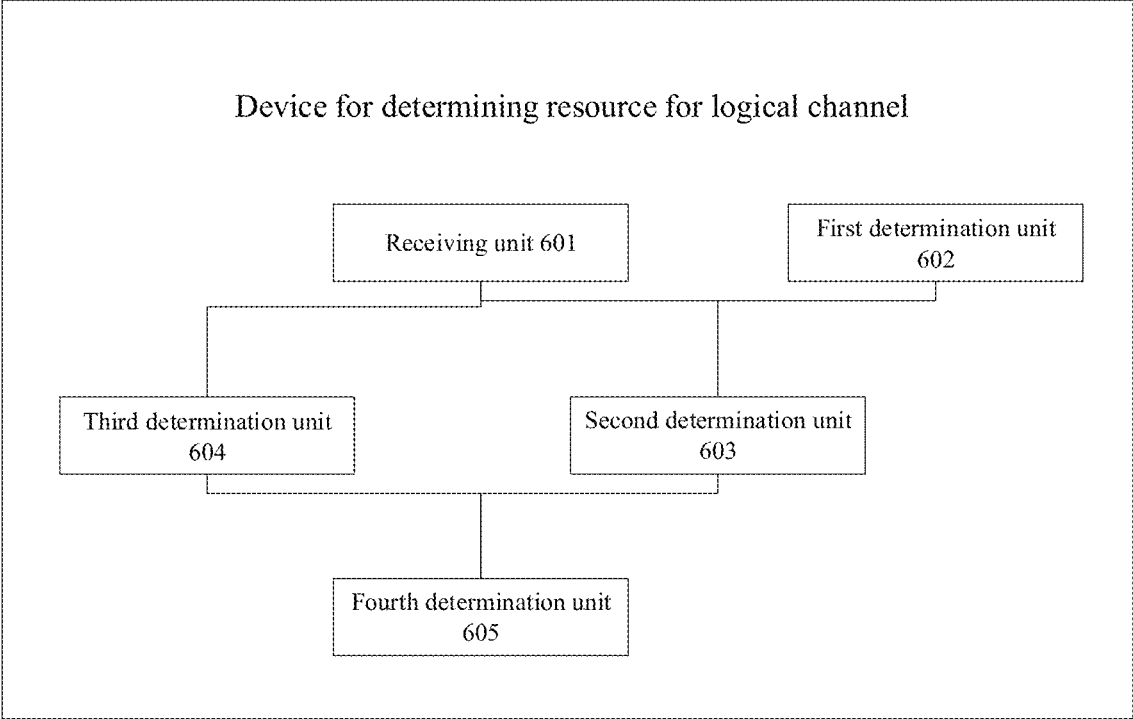 Device for determining resource for logical channel
Receiving unit 601
First determination unit
602
Third determination unit
604
Second determination unit
603
Fourth determination unit
605